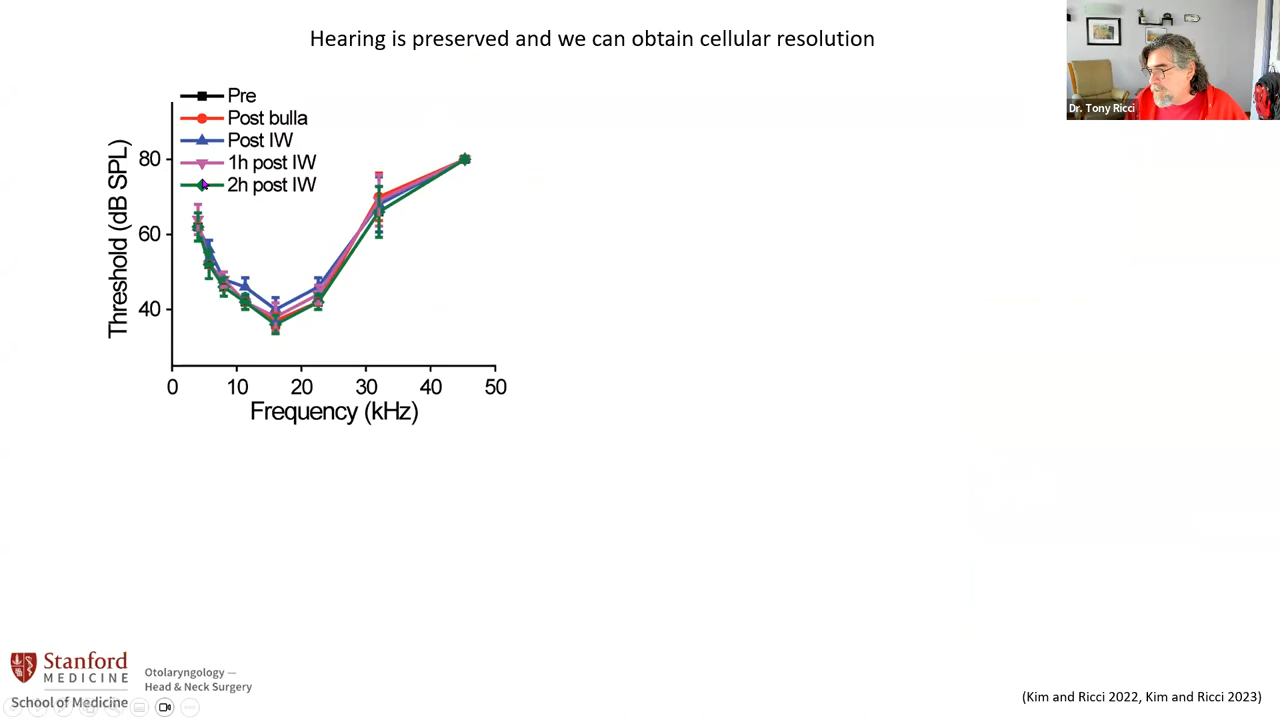 Hearing is preserved and we can obtain cellular resolution
Dr. Tony Ricci
Pre
Post bulla
Post IW
1h post IW
2h post IW
Threshold (dB SPL)
80
60
40
0 10 20 30 40 50
Frequency (kHz)
Stanford
MEDICINE
School of Medicine
Otolaryngology —
Head & Neck Surgery
(Kim and Ricci 2022, Kim and Ricci 2023)